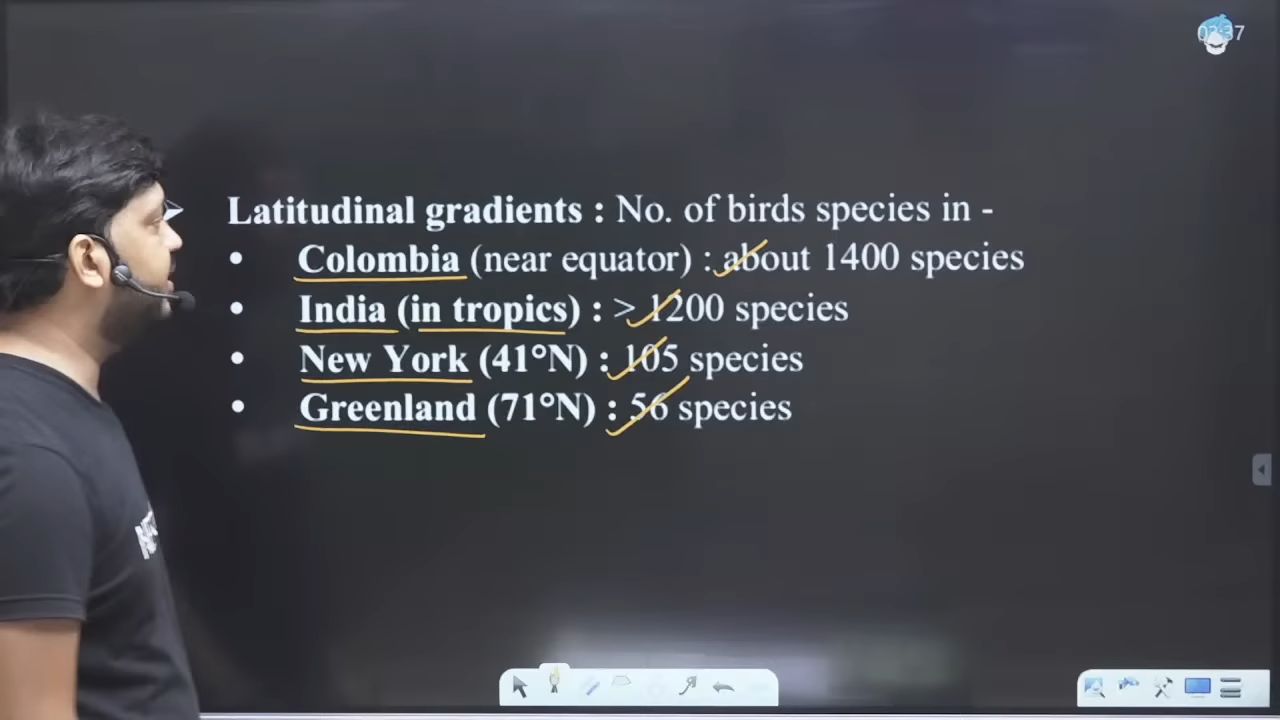 Latitudinal gradients : No. of birds species in -
• Colombia (near equator) : about 1400 species
• India (in tropics) : > 1200 species
• New York (41°N) : 105 species
• Greenland (71°N) : 56 species